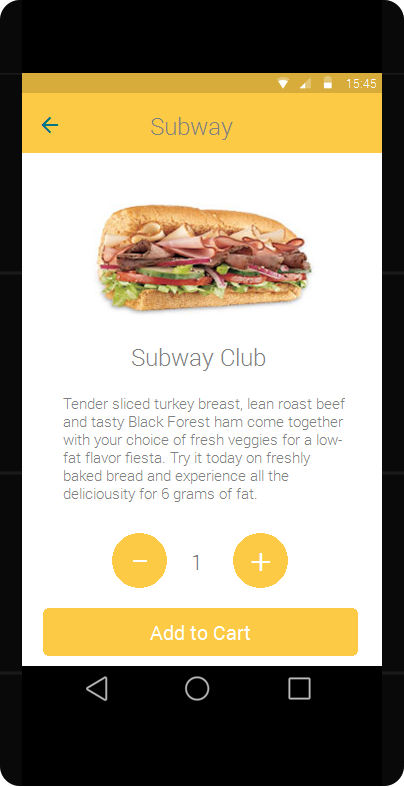 15:45
Subway
Subway Club
Tender sliced turkey breast, lean roast beef
and tasty Black Forest ham come together
with your choice of fresh veggies for a low-
fat flavor fiesta. Try it today on freshly
baked bread and experience all the
deliciousity for 6 grams of fat.
− 1 +
Add to Cart